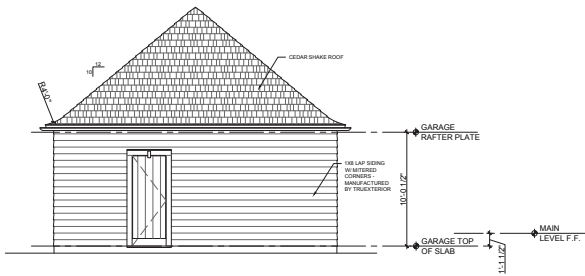 CEDAR SHAKE ROOF
12
10
R4'-0"
GARAGE
RAFTER PLATE
1X6 LAP SIDING
W/ MITERED
CORNERS -
MANUFACTURED
BY TRUEXTERIOR
10'-0 1/2"
MAIN
LEVEL F.F.
GARAGE TOP
OF SLAB
1'-1 1/2"